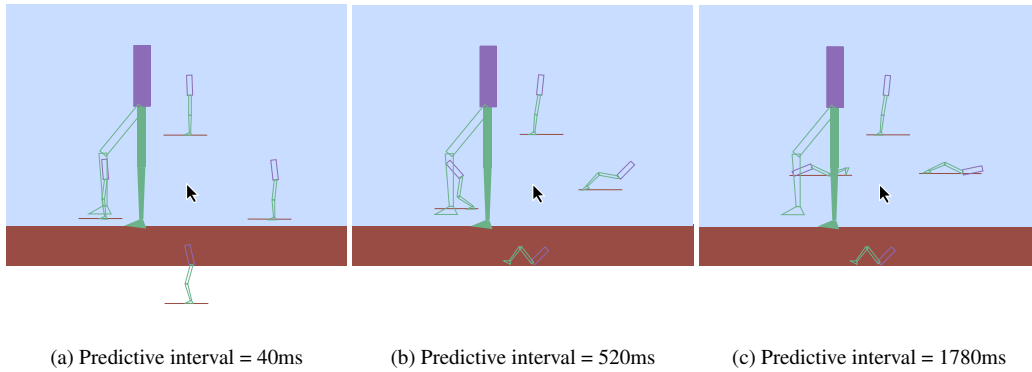 (a) Predictive interval = 40ms
(b) Predictive interval = 520ms
(c) Predictive interval = 1780ms